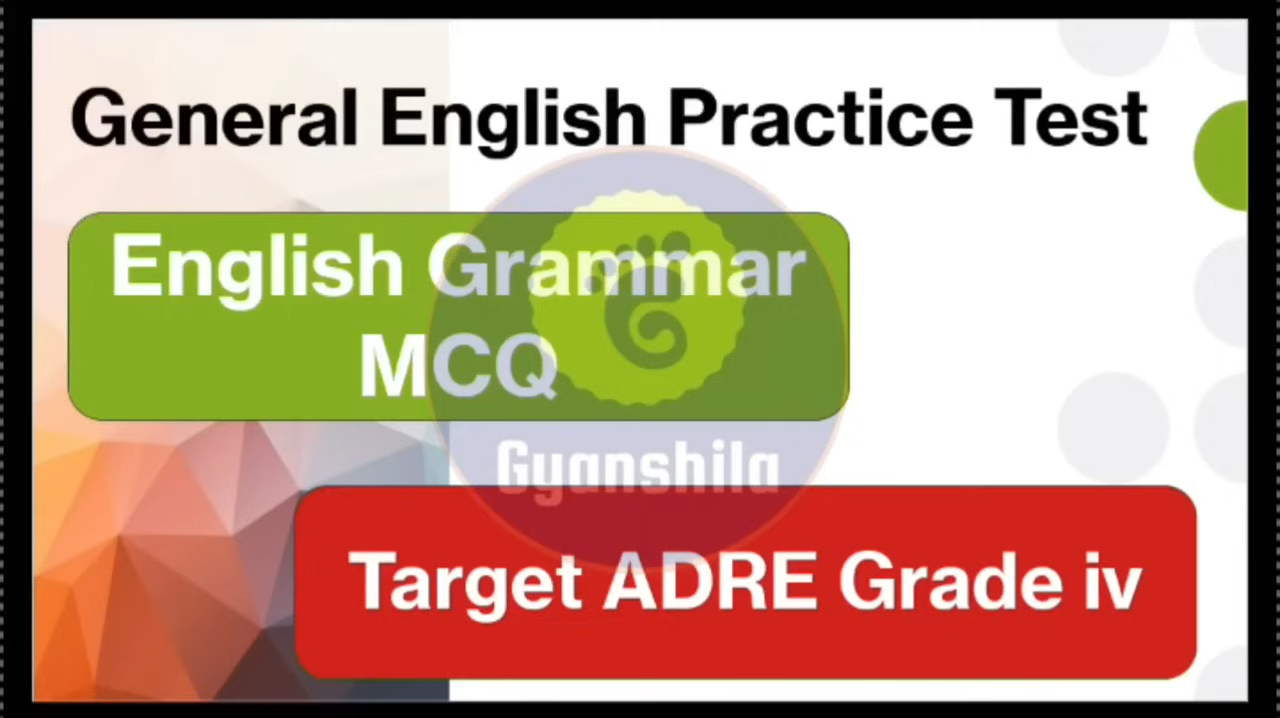 General English Practice Test
English Grammar
MCQ
Gyanshila
Target ADRE Grade iv